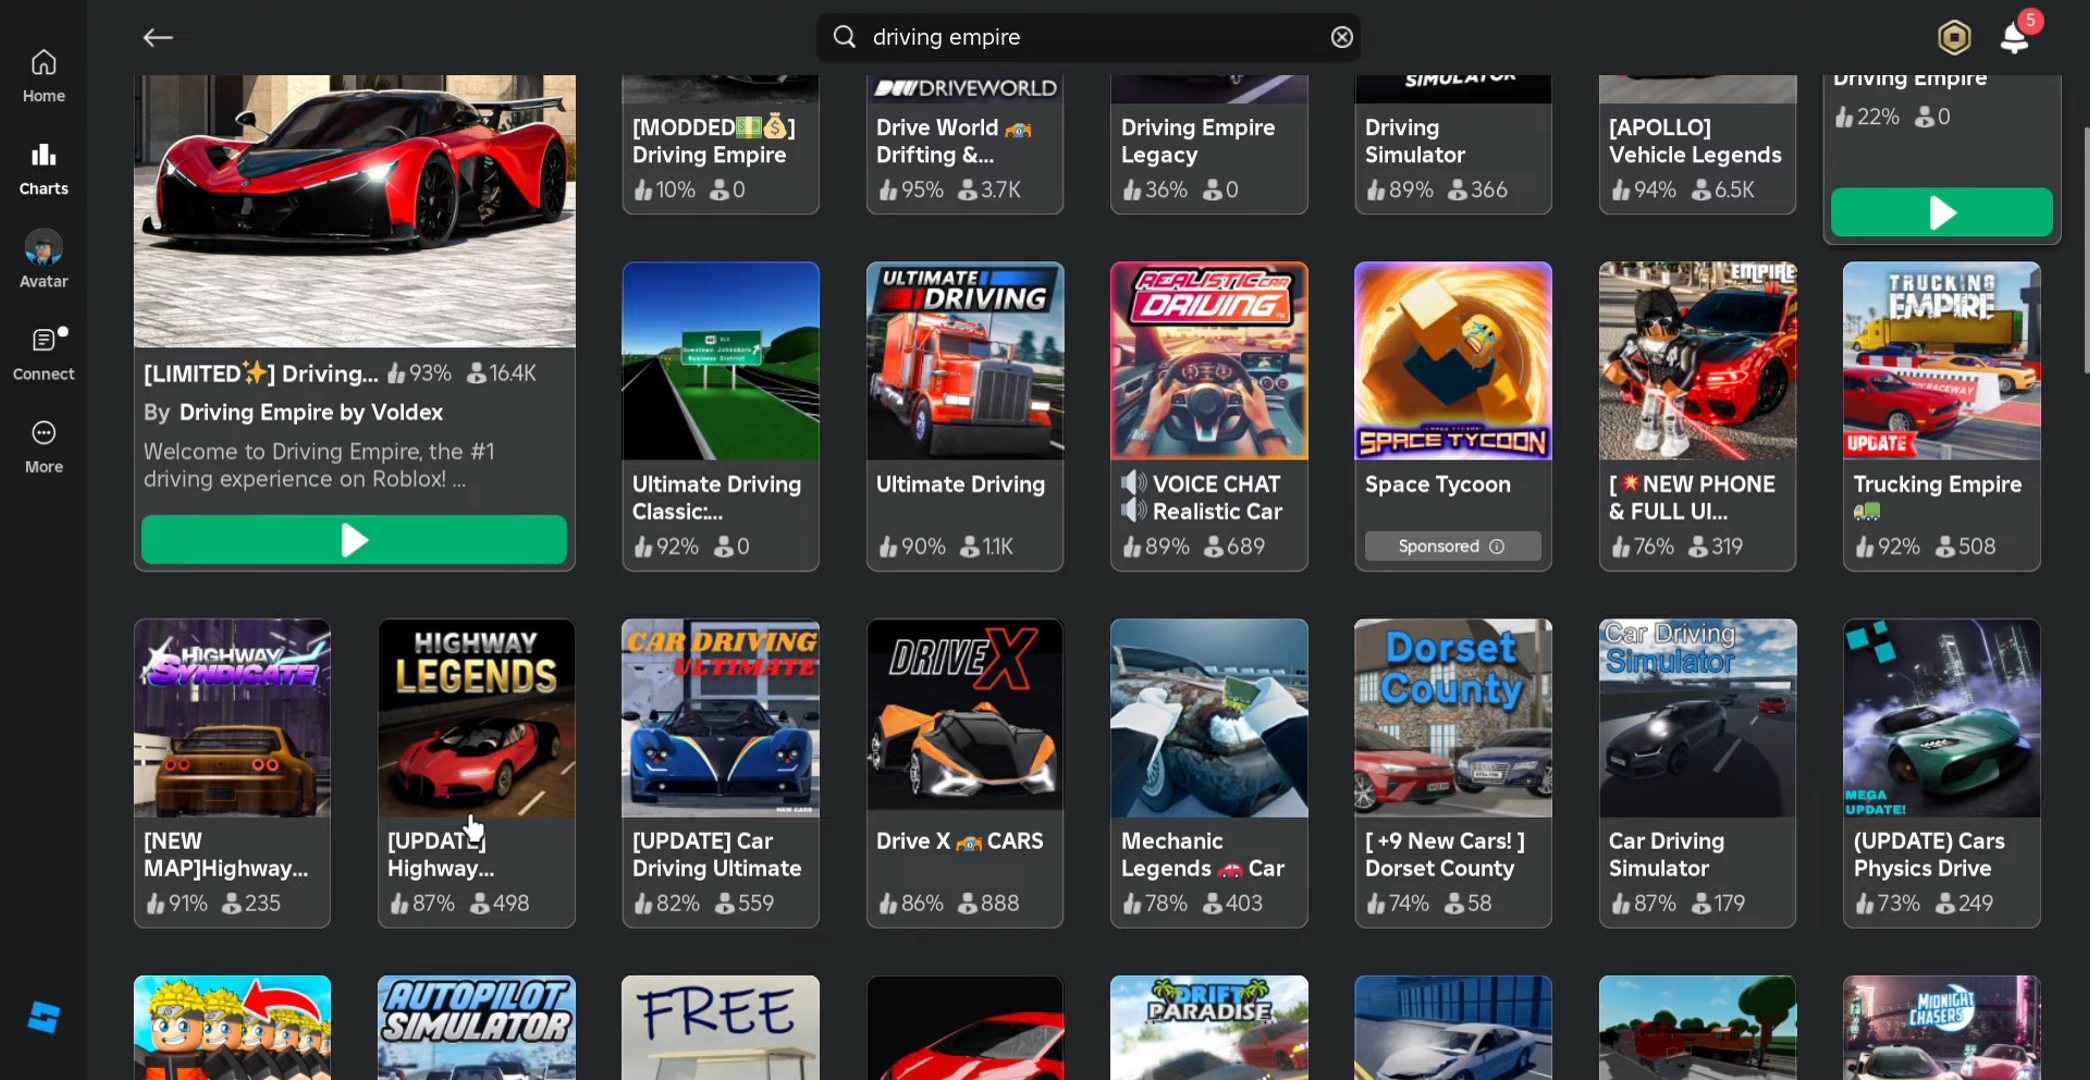 driving empire
5
Home
Charts
Avatar
Connect
More
[LIMITED✨] Driving... 93% 16.4K
By Driving Empire by Voldex
Welcome to Driving Empire, the #1
driving experience on Roblox! ...
[MODDED💵💰]
Driving Empire
10% 0
DRIVEWORLD
Drive World 🚗
Drifting &...
95% 3.7K
Driving Empire
Legacy
36% 0
SIMULATOR
Driving
Simulator
89% 366
[APOLLO]
Vehicle Legends
94% 6.5K
Driving Empire
22% 0
Ultimate Driving
Classic:...
92% 0
ULTIMATE
DRIVING
Ultimate Driving
90% 1.1K
REALISTIC CAR
DRIVING™
🔊 VOICE CHAT
🔊 Realistic Car
89% 689
SPACE TYCOON
Space Tycoon
Sponsored
EMPIRE
[💥NEW PHONE
& FULL UI...
76% 319
TRUCKING
EMPIRE
RACEWAY
UPDATE
Trucking Empire
🚛
92% 508
HIGHWAY
SYNDICATE
[NEW
MAP]Highway...
91% 235
HIGHWAY
LEGENDS
[UPDATE]
Highway...
87% 498
CAR DRIVING
ULTIMATE
NEW CARS
[UPDATE] Car
Driving Ultimate
82% 559
DRIVEX
Drive X 🚗 CARS
86% 888
Mechanic
Legends 🚗 Car
78% 403
Dorset
County
[ +9 New Cars! ]
Dorset County
74% 58
Car Driving
Simulator
Car Driving
Simulator
87% 179
MEGA
UPDATE!
(UPDATE) Cars
Physics Drive
73% 249
AUTOPILOT
SIMULATOR
FREE
DRIFT
PARADISE
MIDNIGHT
CHASERS